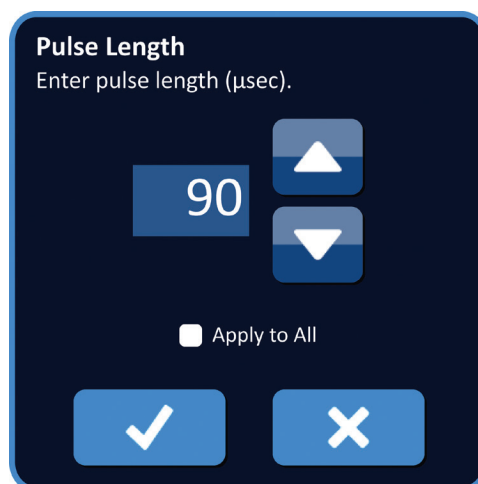 Pulse Length
Enter pulse length (μsec).
90
Apply to All